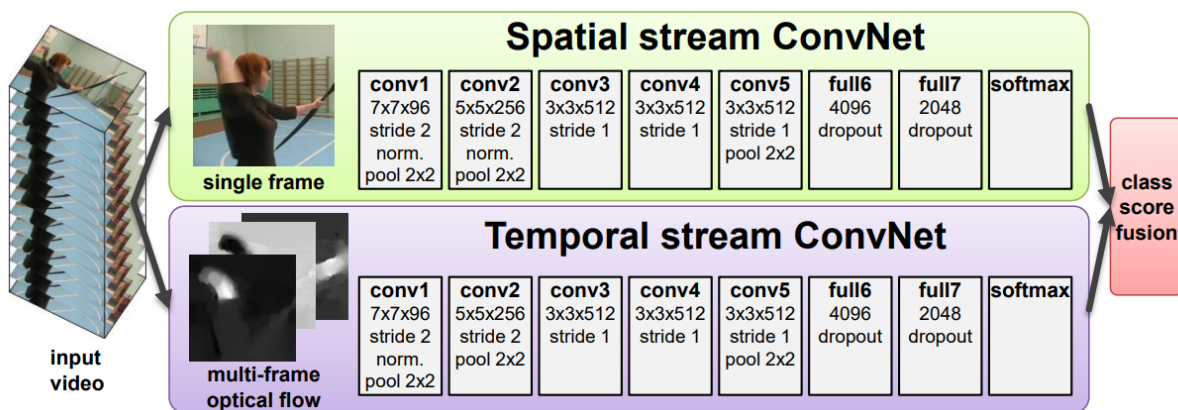 Spatial stream ConvNet
single frame
conv1
7x7x96
stride 2
norm.
pool 2x2
conv2
5x5x256
stride 2
norm.
pool 2x2
conv3
3x3x512
stride 1
conv4
3x3x512
stride 1
conv5
3x3x512
stride 1
pool 2x2
full6
4096
dropout
full7
2048
dropout
softmax
Temporal stream ConvNet
input
video
multi-frame
optical flow
conv1
7x7x96
stride 2
norm.
pool 2x2
conv2
5x5x256
stride 2
pool 2x2
conv3
3x3x512
stride 1
conv4
3x3x512
stride 1
conv5
3x3x512
stride 1
pool 2x2
full6
4096
dropout
full7
2048
dropout
softmax
class
score
fusion